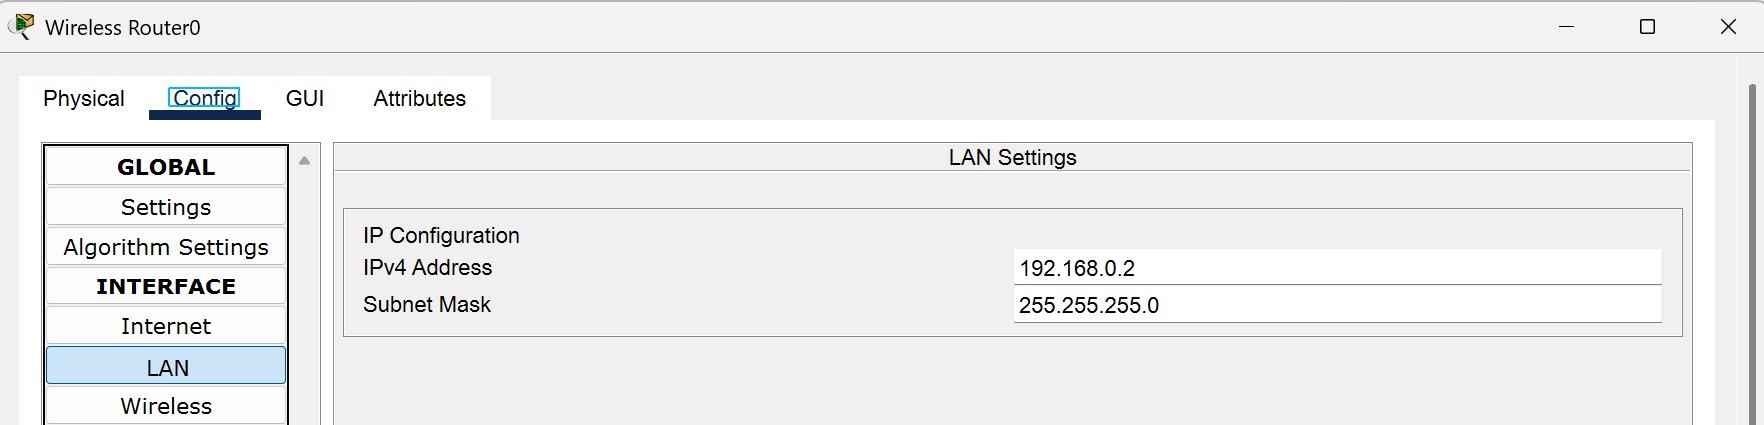 Wireless Router0
Physical Config GUI Attributes
GLOBAL
Settings
Algorithm Settings
INTERFACE
Internet
LAN
Wireless
LAN Settings
IP Configuration
IPv4 Address 192.168.0.2
Subnet Mask 255.255.255.0